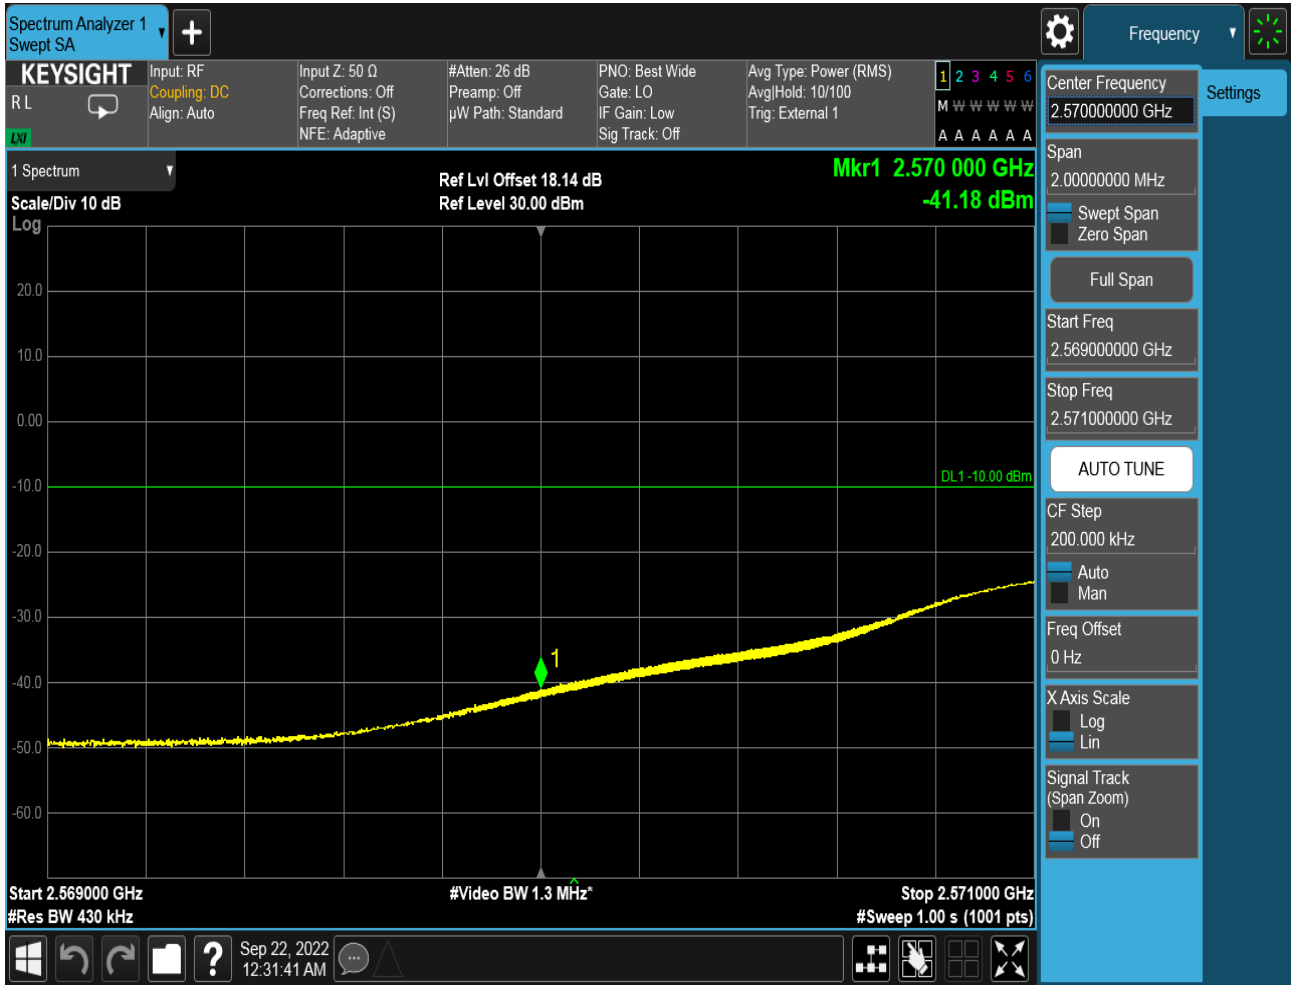 Spectrum Analyzer 1
Swept SA
+
Frequency
KEYSIGHT
R L
LXI
Input: RF
Coupling: DC
Align: Auto
Input Z: 50 Ω
Corrections: Off
Freq Ref: Int (S)
NFE: Adaptive
#Atten: 26 dB
Preamp: Off
µW Path: Standard
PNO: Best Wide
Gate: LO
IF Gain: Low
Sig Track: Off
Avg Type: Power (RMS)
Avg|Hold: 10/100
Trig: External 1
1 2 3 4 5 6
M W W W W W
A A A A A A
1 Spectrum
Scale/Div 10 dB
Log
Ref Lvl Offset 18.14 dB
Ref Level 30.00 dBm
Mkr1 2.570 000 GHz
-41.18 dBm
20.0
10.0
0.00
-10.0
-20.0
-30.0
-40.0
-50.0
-60.0
DL1 -10.00 dBm
1
Start 2.569000 GHz
#Res BW 430 kHz
#Video BW 1.3 MHz*
Stop 2.571000 GHz
#Sweep 1.00 s (1001 pts)
Center Frequency
2.570000000 GHz
Settings
Span
2.00000000 MHz
Swept Span
Zero Span
Full Span
Start Freq
2.569000000 GHz
Stop Freq
2.571000000 GHz
AUTO TUNE
CF Step
200.000 kHz
Auto
Man
Freq Offset
0 Hz
X Axis Scale
Log
Lin
Signal Track
(Span Zoom)
On
Off
?
Sep 22, 2022
12:31:41 AM